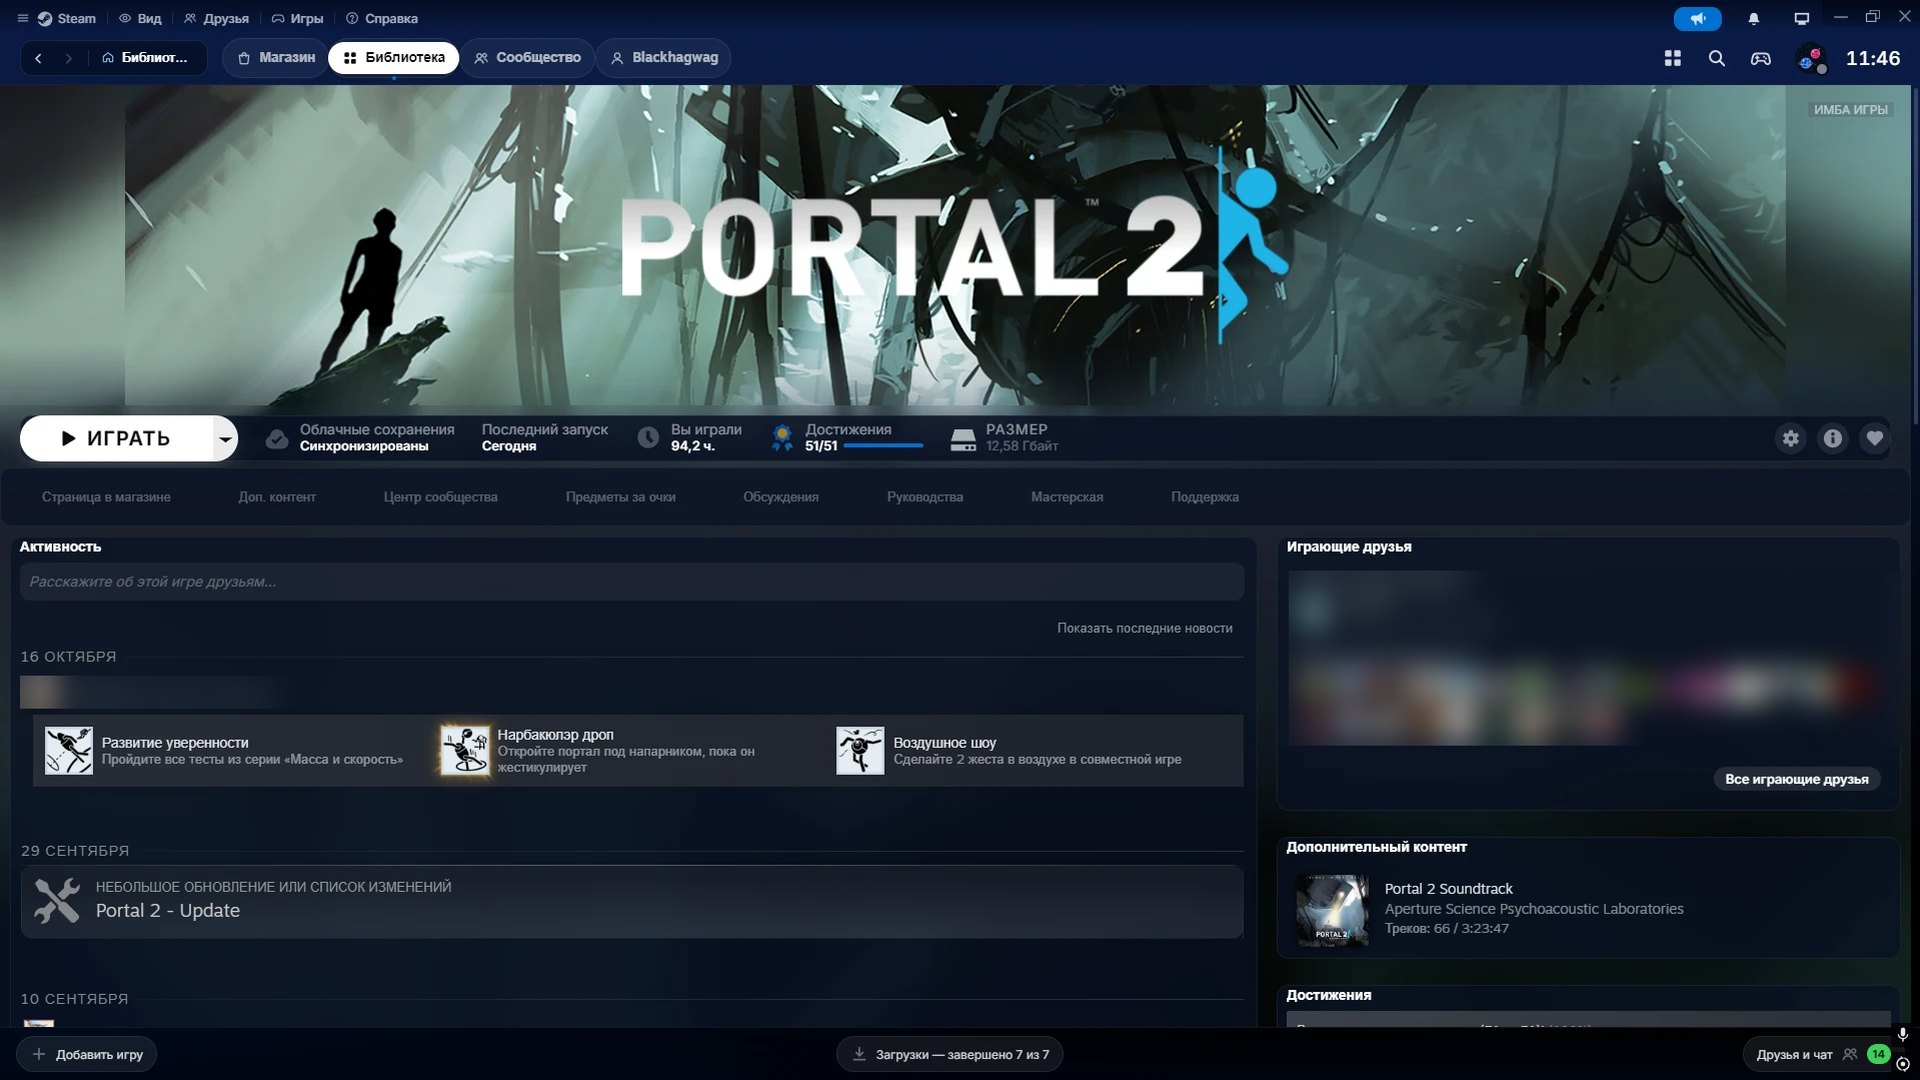 Steam
Вид
Друзья
Игры
Справка
Библиот...
Магазин
Библиотека
Сообщество
Blackhagwag
11:46
ИМБА ИГРЫ
PORTAL 2™
ИГРАТЬ
Облачные сохранения
Синхронизированы
Последний запуск
Сегодня
Вы играли
94,2 ч.
Достижения
51/51
РАЗМЕР
12,58 Гбайт
Страница в магазине
Доп. контент
Центр сообщества
Предметы за очки
Обсуждения
Руководства
Мастерская
Поддержка
Активность
Расскажите об этой игре друзьям...
Показать последние новости
16 ОКТЯБРЯ
Развитие уверенности
Пройдите все тесты из серии «Масса и скорость»
Нарбакюлэр дроп
Откройте портал под напарником, пока он
жестикулирует
Воздушное шоу
Сделайте 2 жеста в воздухе в совместной игре
29 СЕНТЯБРЯ
НЕБОЛЬШОЕ ОБНОВЛЕНИЕ ИЛИ СПИСОК ИЗМЕНЕНИЙ
Portal 2 - Update
10 СЕНТЯБРЯ
Играющие друзья
Все играющие друзья
Дополнительный контент
PORTAL 2
Portal 2 Soundtrack
Aperture Science Psychoacoustic Laboratories
Треков: 66 / 3:23:47
Достижения
Добавить игру
Загрузки — завершено 7 из 7
Друзья и чат
14